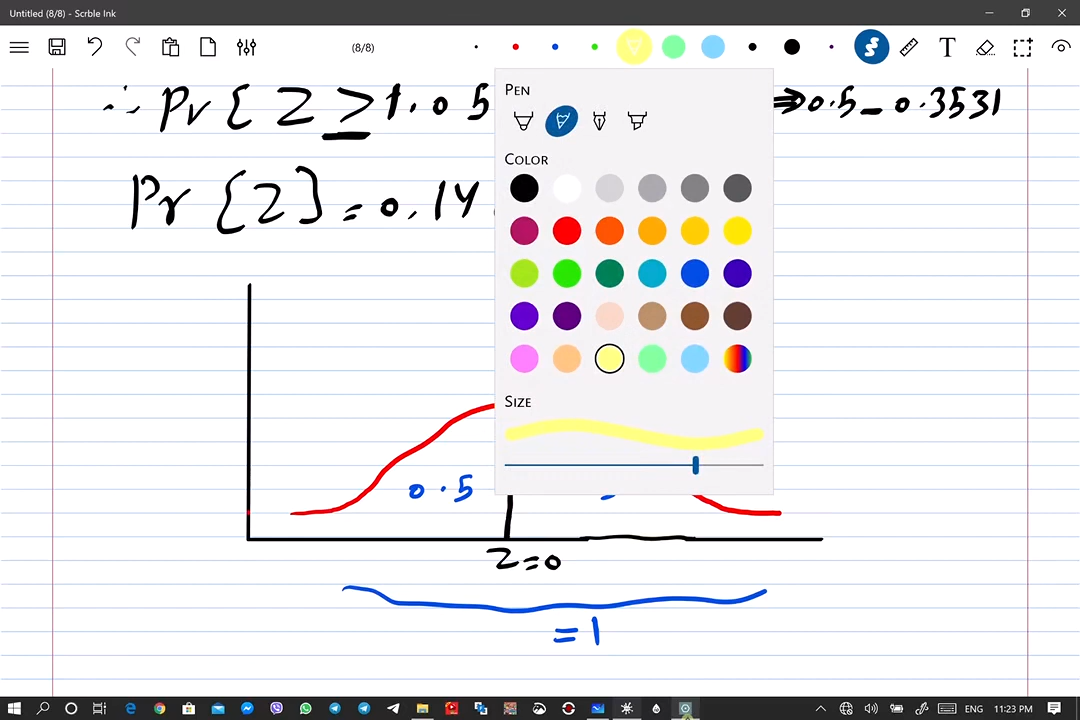 Untitled (8/8) - Scrble Ink
(8/8)
∴ Pr{ Z ≥ 1.05
⇒0.5-0.3531
Pr {Z} = 0.14
PEN
COLOR
SIZE
0.5
Z=0
=1
ENG 11:23 PM